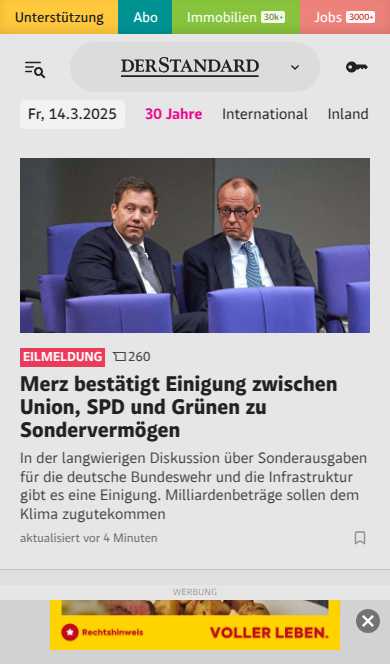 Unterstützung Abo Immobilien 30k+ Jobs 3000+
DERSTANDARD
Fr, 14.3.2025 30 Jahre International Inland
EILMELDUNG 260
Merz bestätigt Einigung zwischen
Union, SPD und Grünen zu
Sondervermögen
In der langwierigen Diskussion über Sonderausgaben
für die deutsche Bundeswehr und die Infrastruktur
gibt es eine Einigung. Milliardenbeträge sollen dem
Klima zugutekommen
aktualisiert vor 4 Minuten
WERBUNG
Rechtshinweis VOLLER LEBEN.